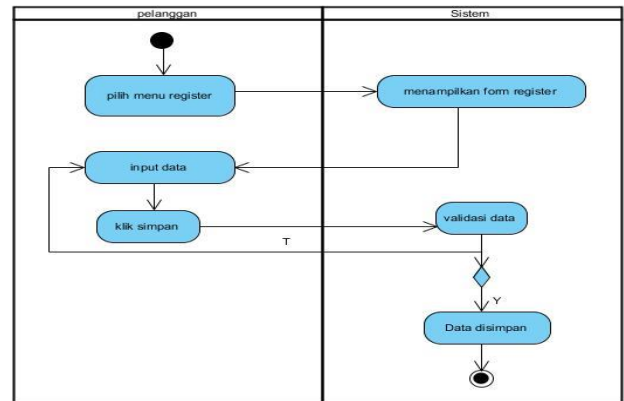 pelanggan
Sistem
pilih menu register
menampilkan form register
input data
klik simpan
validasi data
T
Y
Data disimpan